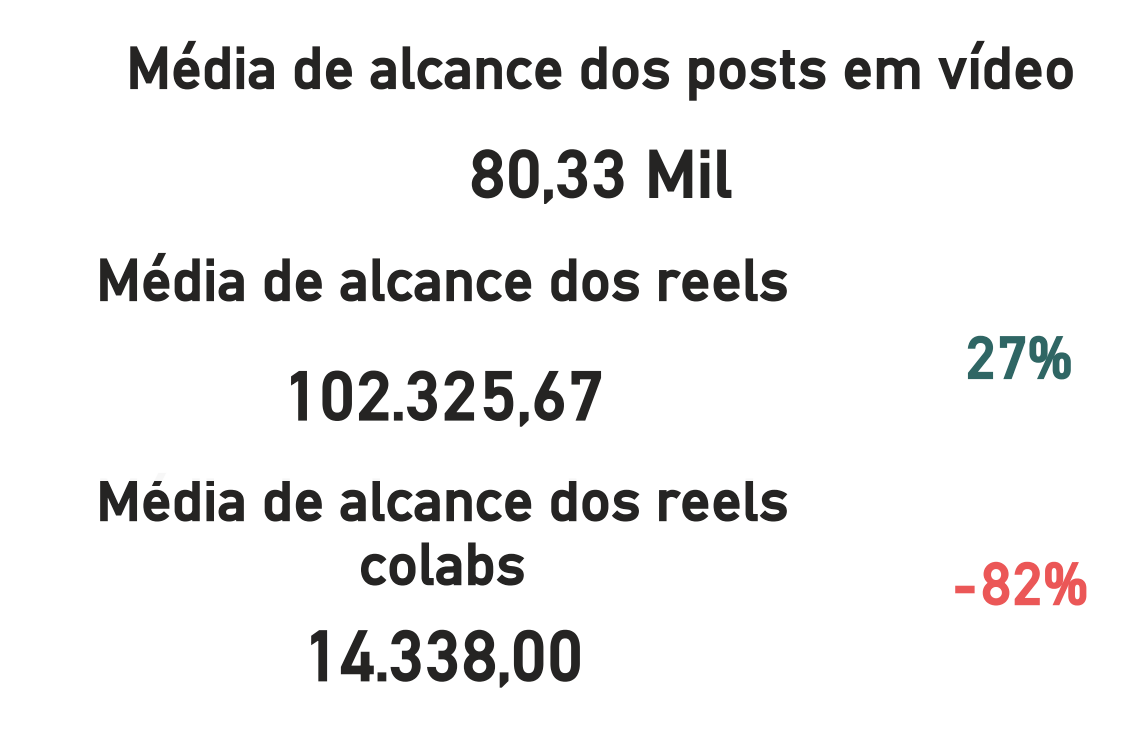 Média de alcance dos posts em vídeo
80,33 Mil
Média de alcance dos reels
27%
102.325,67
Média de alcance dos reels
colabs
-82%
14.338,00